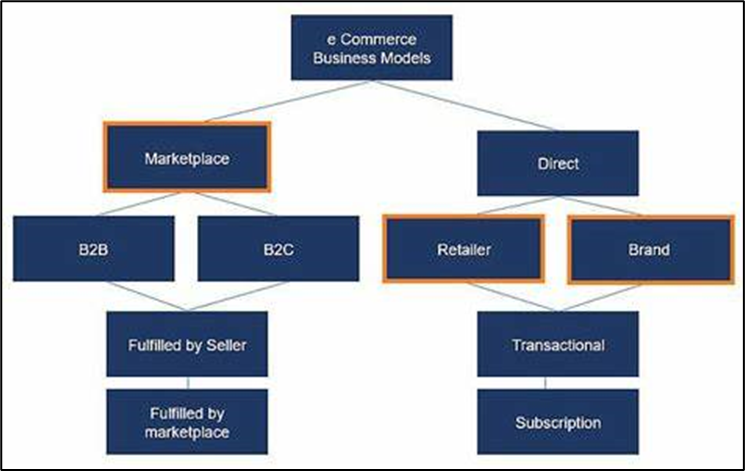 e Commerce
Business Models
Marketplace
Direct
B2B
B2C
Retailer
Brand
Fulfilled by Seller
Transactional
Fulfilled by
marketplace
Subscription